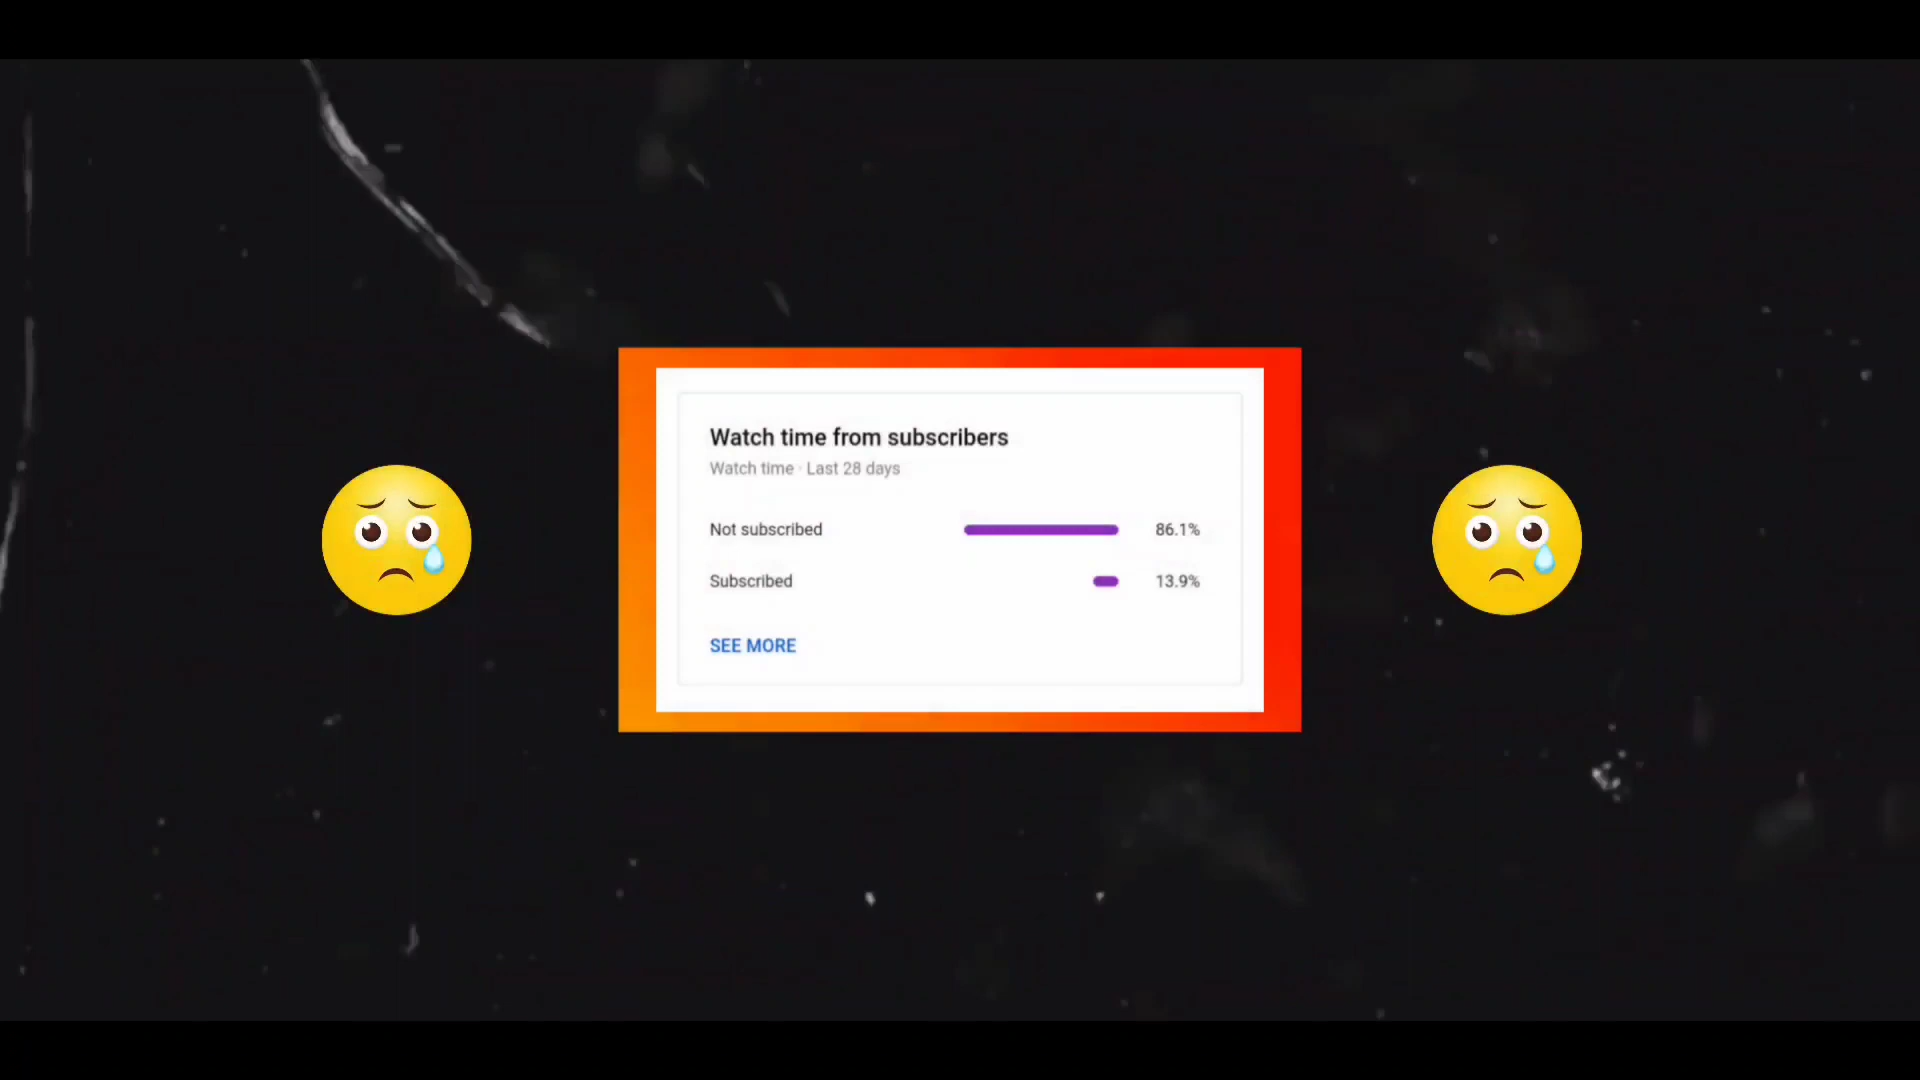 Watch time from subscribers
Watch time · Last 28 days
Not subscribed 86.1%
Subscribed 13.9%
SEE MORE